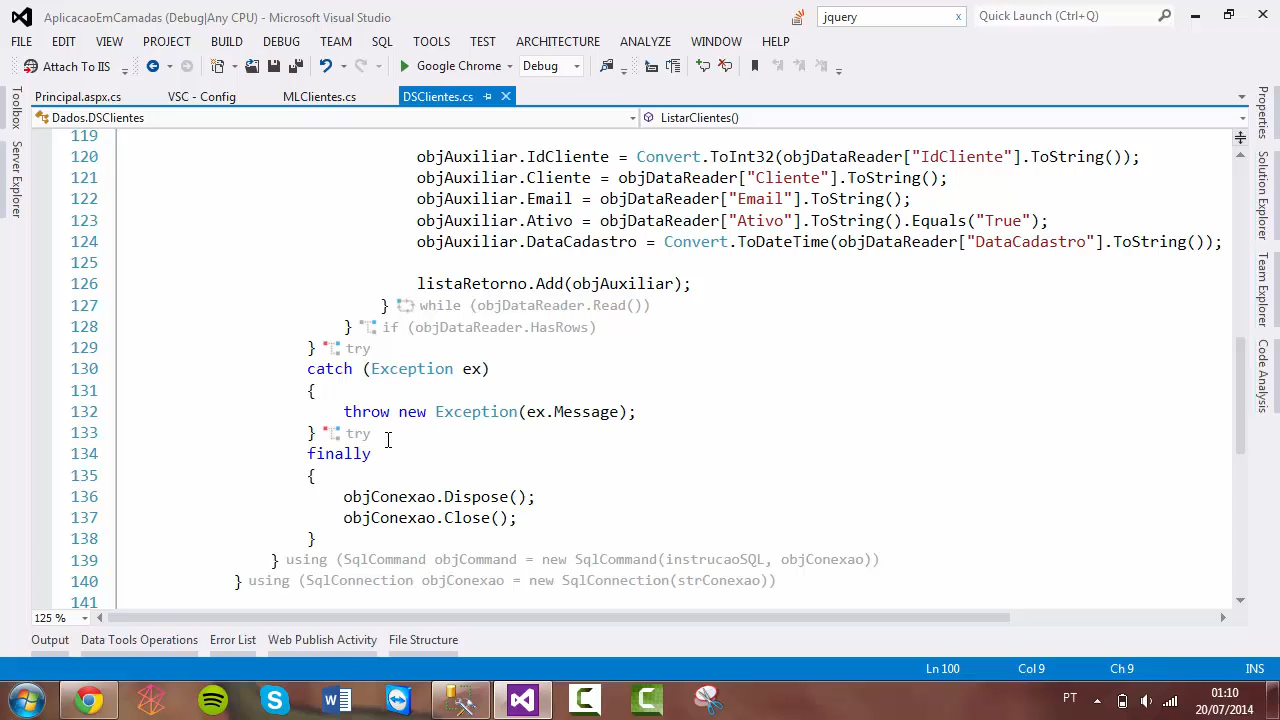 AplicacaoEmCamadas (Debug|Any CPU) - Microsoft Visual Studio
jquery x
Quick Launch (Ctrl+Q)
FILE EDIT VIEW PROJECT BUILD DEBUG TEAM SQL TOOLS TEST ARCHITECTURE ANALYZE WINDOW HELP
Attach To IIS Google Chrome Debug
Principal.aspx.cs VSC - Config MLClientes.cs DSClientes.cs
Dados.DSClientes ListarClientes()
Toolbox
Server Explorer
119
120 objAuxiliar.IdCliente = Convert.ToInt32(objDataReader["IdCliente"].ToString());
121 objAuxiliar.Cliente = objDataReader["Cliente"].ToString();
122 objAuxiliar.Email = objDataReader["Email"].ToString();
123 objAuxiliar.Ativo = objDataReader["Ativo"].ToString().Equals("True");
124 objAuxiliar.DataCadastro = Convert.ToDateTime(objDataReader["DataCadastro"].ToString());
125
126 listaRetorno.Add(objAuxiliar);
127 } while (objDataReader.Read())
128 } if (objDataReader.HasRows)
129 } try
130 catch (Exception ex)
131 {
132 throw new Exception(ex.Message);
133 } try
134 finally
135 {
136 objConexao.Dispose();
137 objConexao.Close();
138 }
139 } using (SqlCommand objCommand = new SqlCommand(instrucaoSQL, objConexao))
140 } using (SqlConnection objConexao = new SqlConnection(strConexao))
141
Properties
Solution Explorer
Team Explorer
Code Analysis
125 %
Output Data Tools Operations Error List Web Publish Activity File Structure
Ln 100 Col 9 Ch 9 INS
PT 01:10
20/07/2014